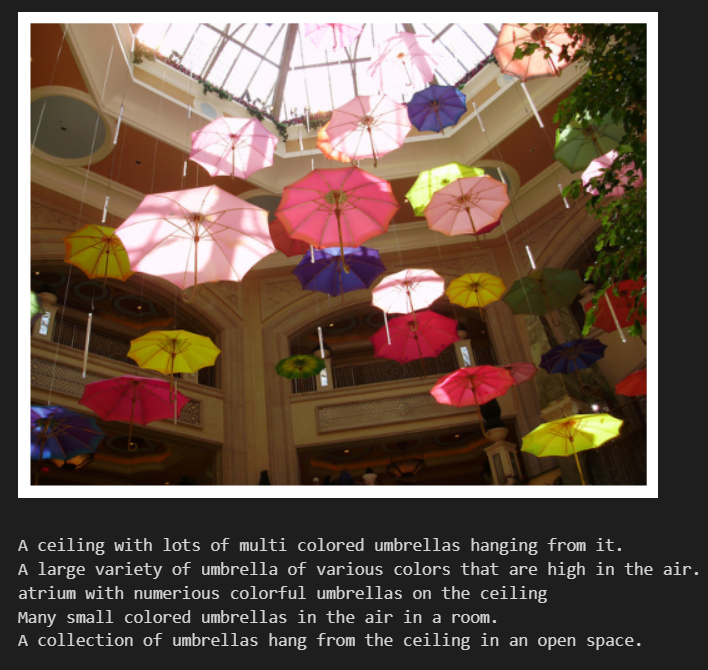 A ceiling with lots of multi colored umbrellas hanging from it.
A large variety of umbrella of various colors that are high in the air.
atrium with numerious colorful umbrellas on the ceiling
Many small colored umbrellas in the air in a room.
A collection of umbrellas hang from the ceiling in an open space.